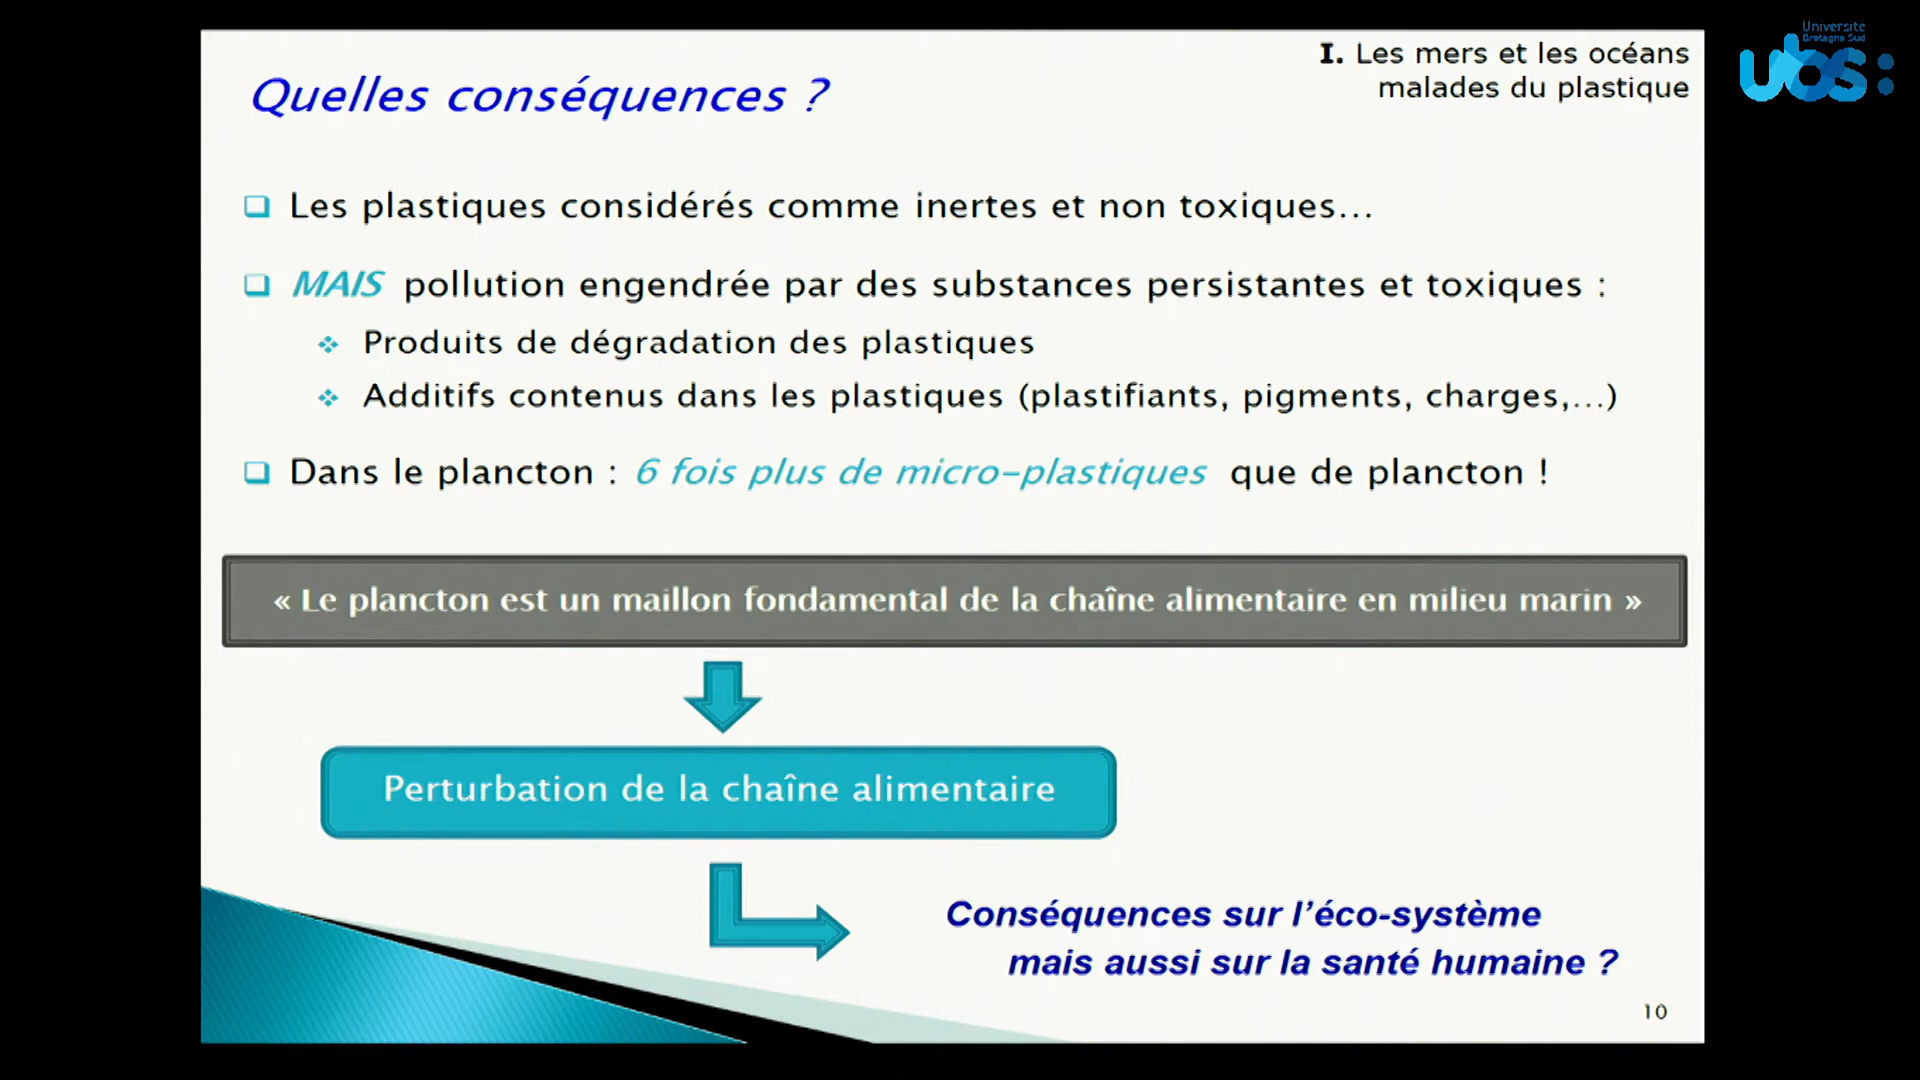 Université
Bretagne Sud
ubs:
I. Les mers et les océans
malades du plastique
Quelles conséquences ?
Les plastiques considérés comme inertes et non toxiques…
MAIS pollution engendrée par des substances persistantes et toxiques :
Produits de dégradation des plastiques
Additifs contenus dans les plastiques (plastifiants, pigments, charges,…)
Dans le plancton : 6 fois plus de micro-plastiques que de plancton !
« Le plancton est un maillon fondamental de la chaîne alimentaire en milieu marin »
Perturbation de la chaîne alimentaire
Conséquences sur l’éco-système
mais aussi sur la santé humaine ?
10